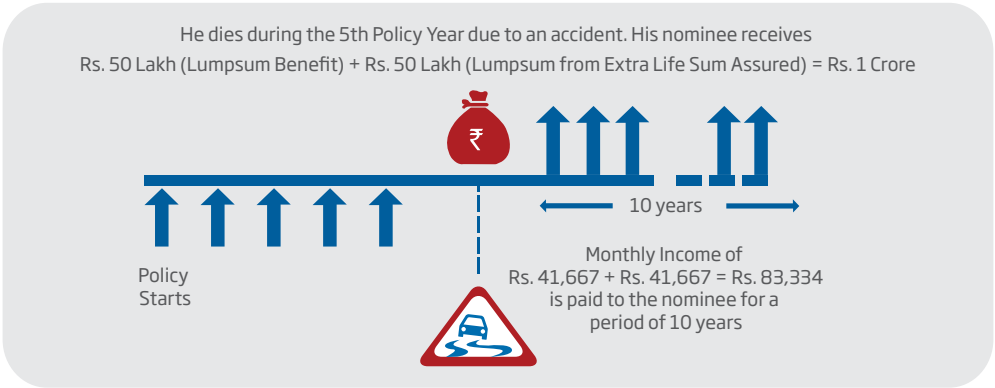 He dies during the 5th Policy Year due to an accident. His nominee receives
Rs. 50 Lakh (Lumpsum Benefit) + Rs. 50 Lakh (Lumpsum from Extra Life Sum Assured) = Rs. 1 Crore
₹
10 years
Policy
Starts
Monthly Income of
Rs. 41,667 + Rs. 41,667 = Rs. 83,334
is paid to the nominee for a
period of 10 years